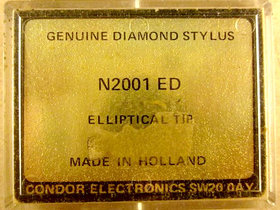 GENUINE DIAMOND STYLUS
N2001 ED
ELLIPTICAL TIP
MADE IN HOLLAND
CONDOR ELECTRONICS SW20 0AY